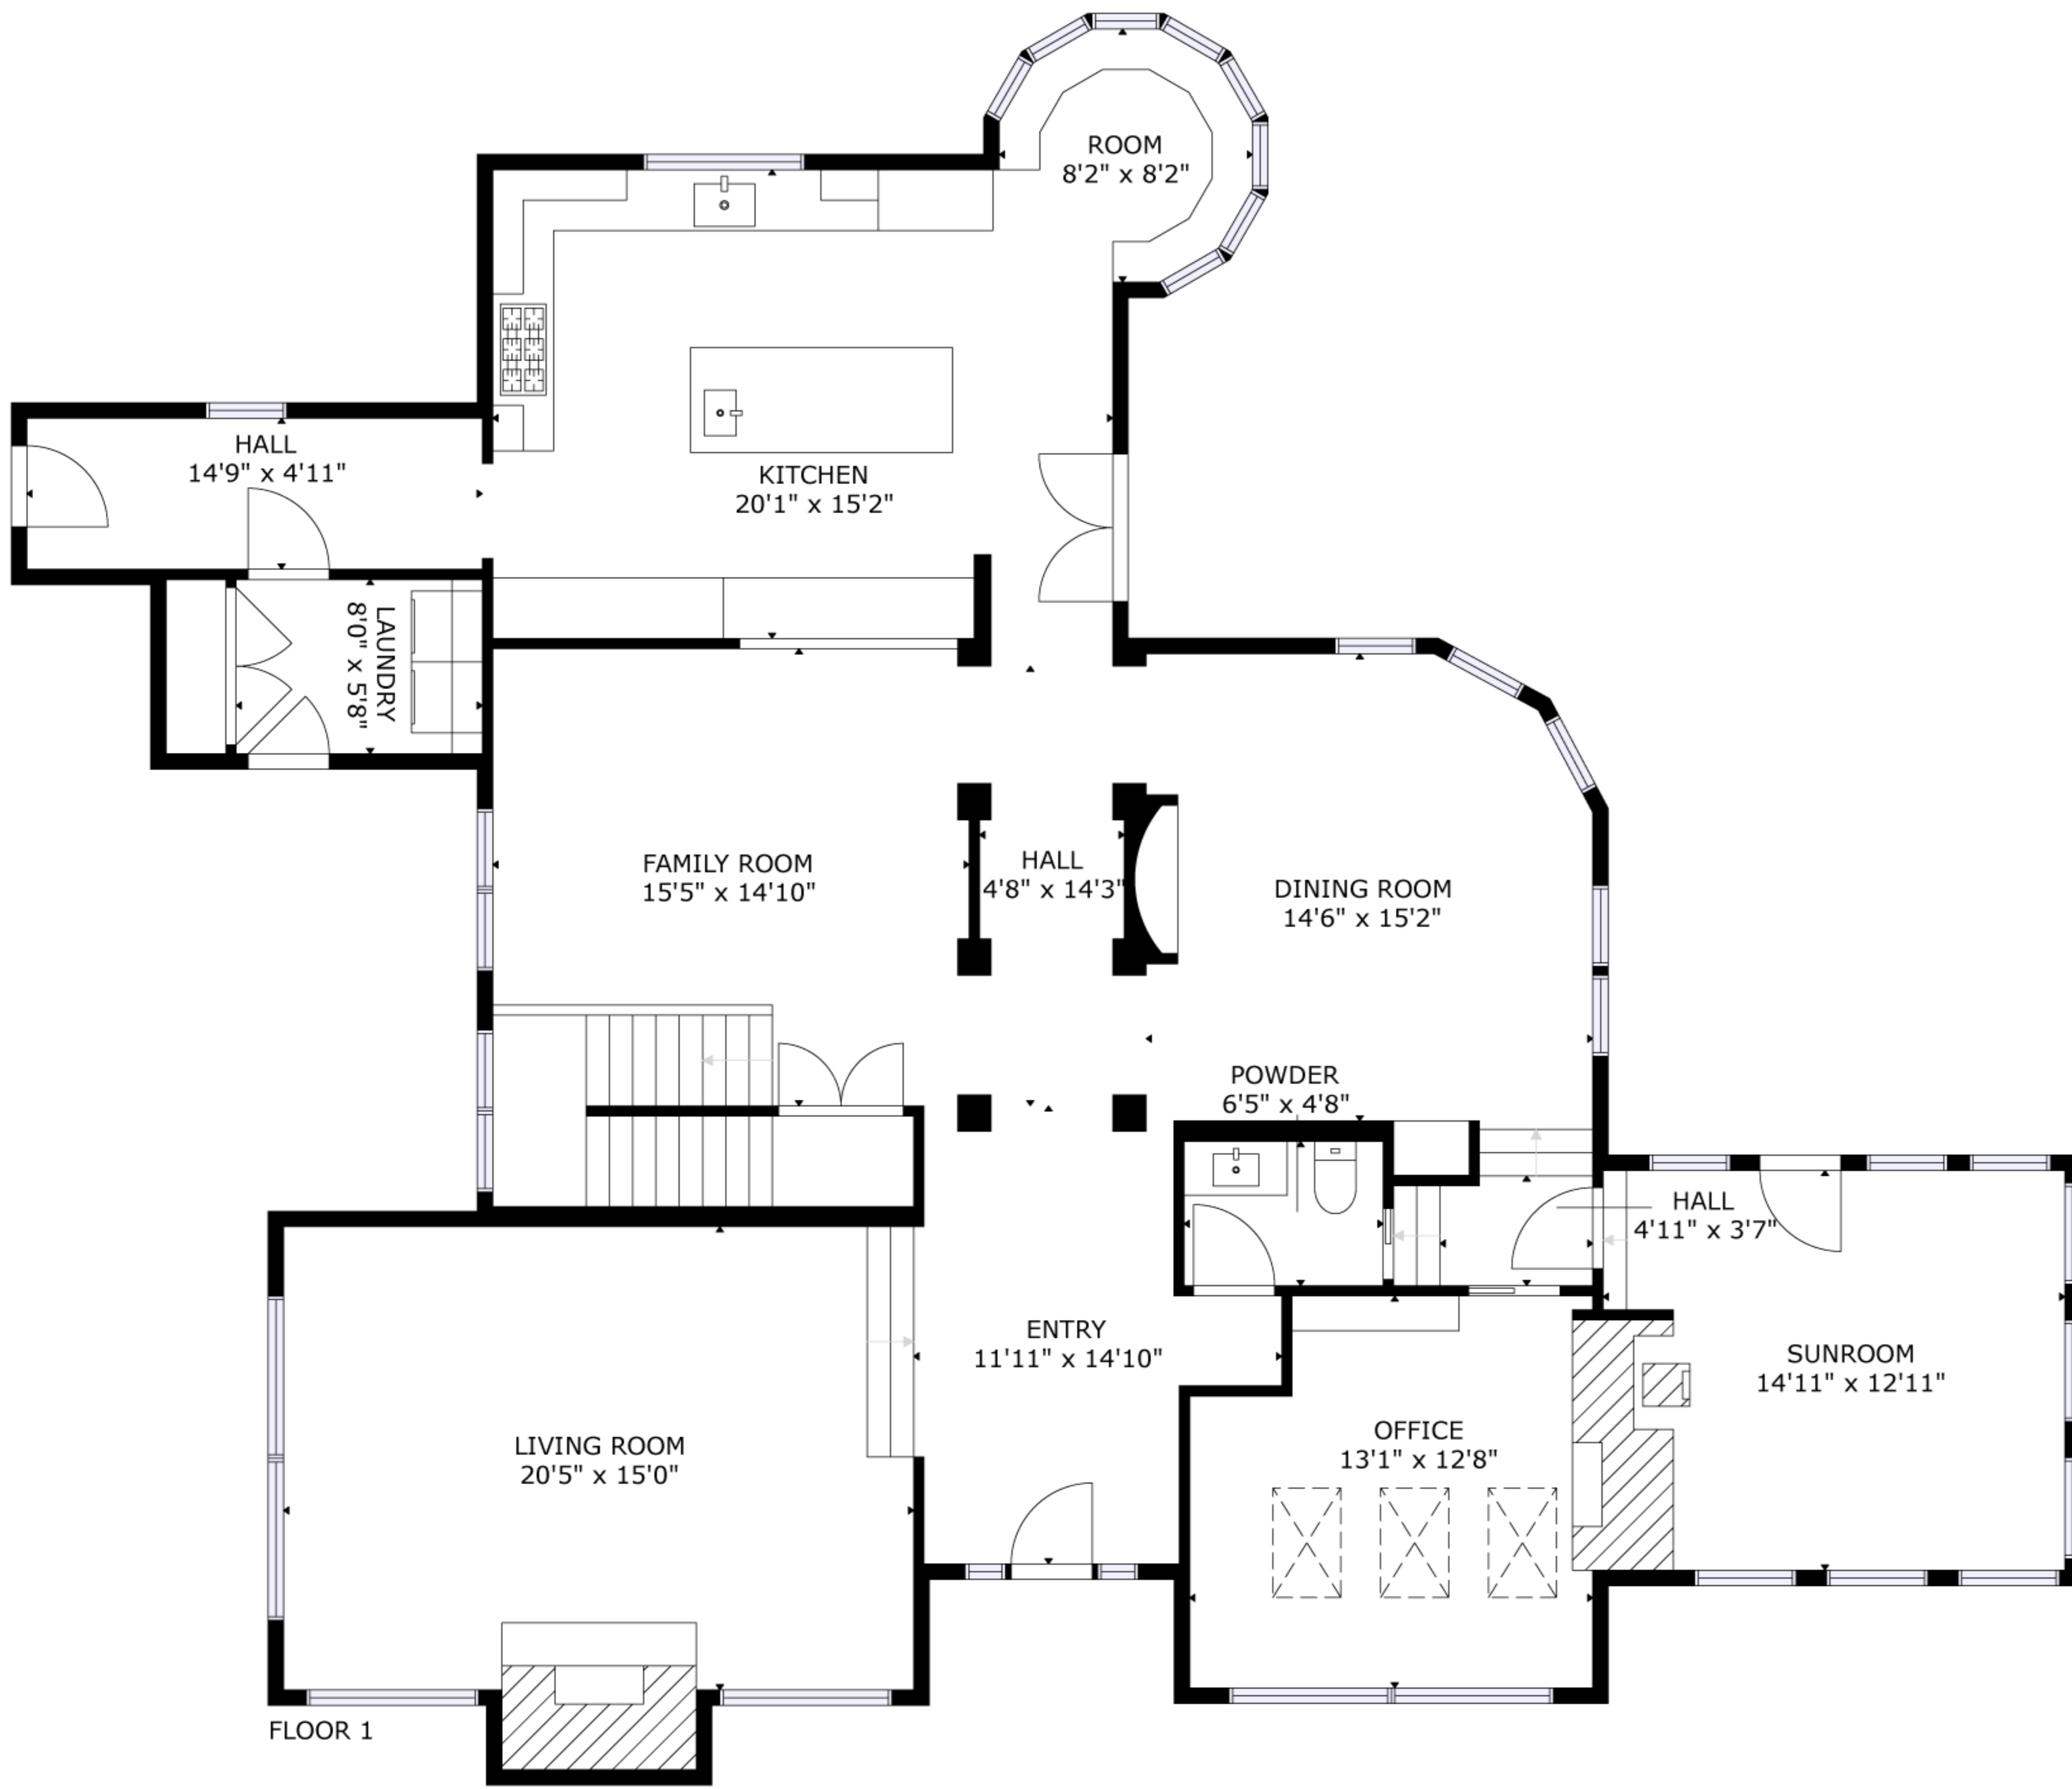 ROOM
8'2" x 8'2"
HALL
14'9" x 4'11"
KITCHEN
20'1" x 15'2"
LAUNDRY
8'0" x 5'8"
FAMILY ROOM
15'5" x 14'10"
HALL
4'8" x 14'3"
DINING ROOM
14'6" x 15'2"
POWDER
6'5" x 4'8"
HALL
4'11" x 3'7"
ENTRY
11'11" x 14'10"
SUNROOM
14'11" x 12'11"
OFFICE
13'1" x 12'8"
LIVING ROOM
20'5" x 15'0"
FLOOR 1